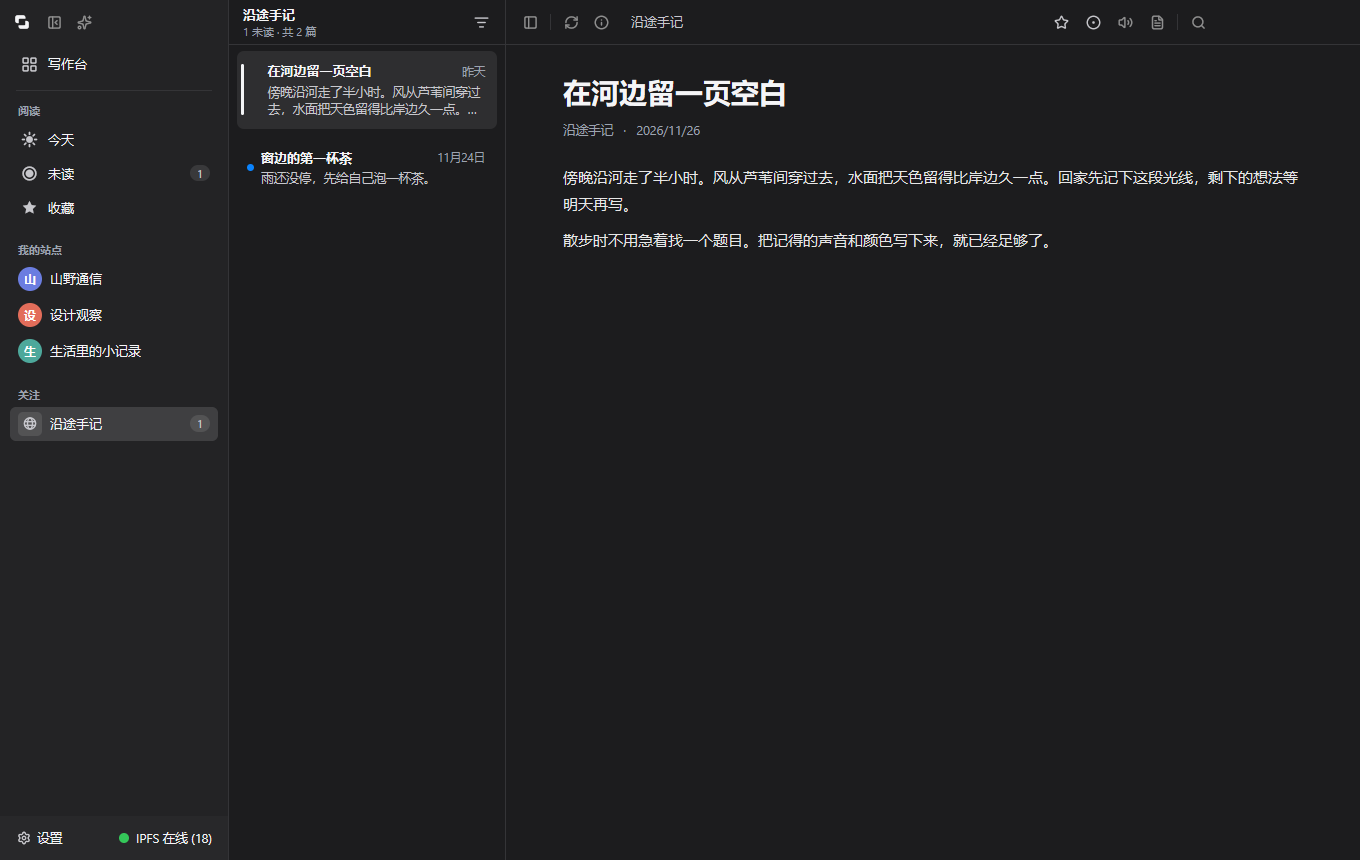 写作台
阅读
今天
未读
1
收藏
我的站点
山 山野通信
设 设计观察
生 生活里的小记录
关注
沿途手记
1
设置
IPFS 在线 (18)
沿途手记
1 未读 · 共 2 篇
在河边留一页空白
昨天
傍晚沿河走了半小时。风从芦苇间穿过
去，水面把天色留得比岸边久一点。...
窗边的第一杯茶
11月24日
雨还没停，先给自己泡一杯茶。
沿途手记
在河边留一页空白
沿途手记 · 2026/11/26
傍晚沿河走了半小时。风从芦苇间穿过去，水面把天色留得比岸边久一点。回家先记下这段光线，剩下的想法等
明天再写。
散步时不用急着找一个题目。把记得的声音和颜色写下来，就已经足够了。